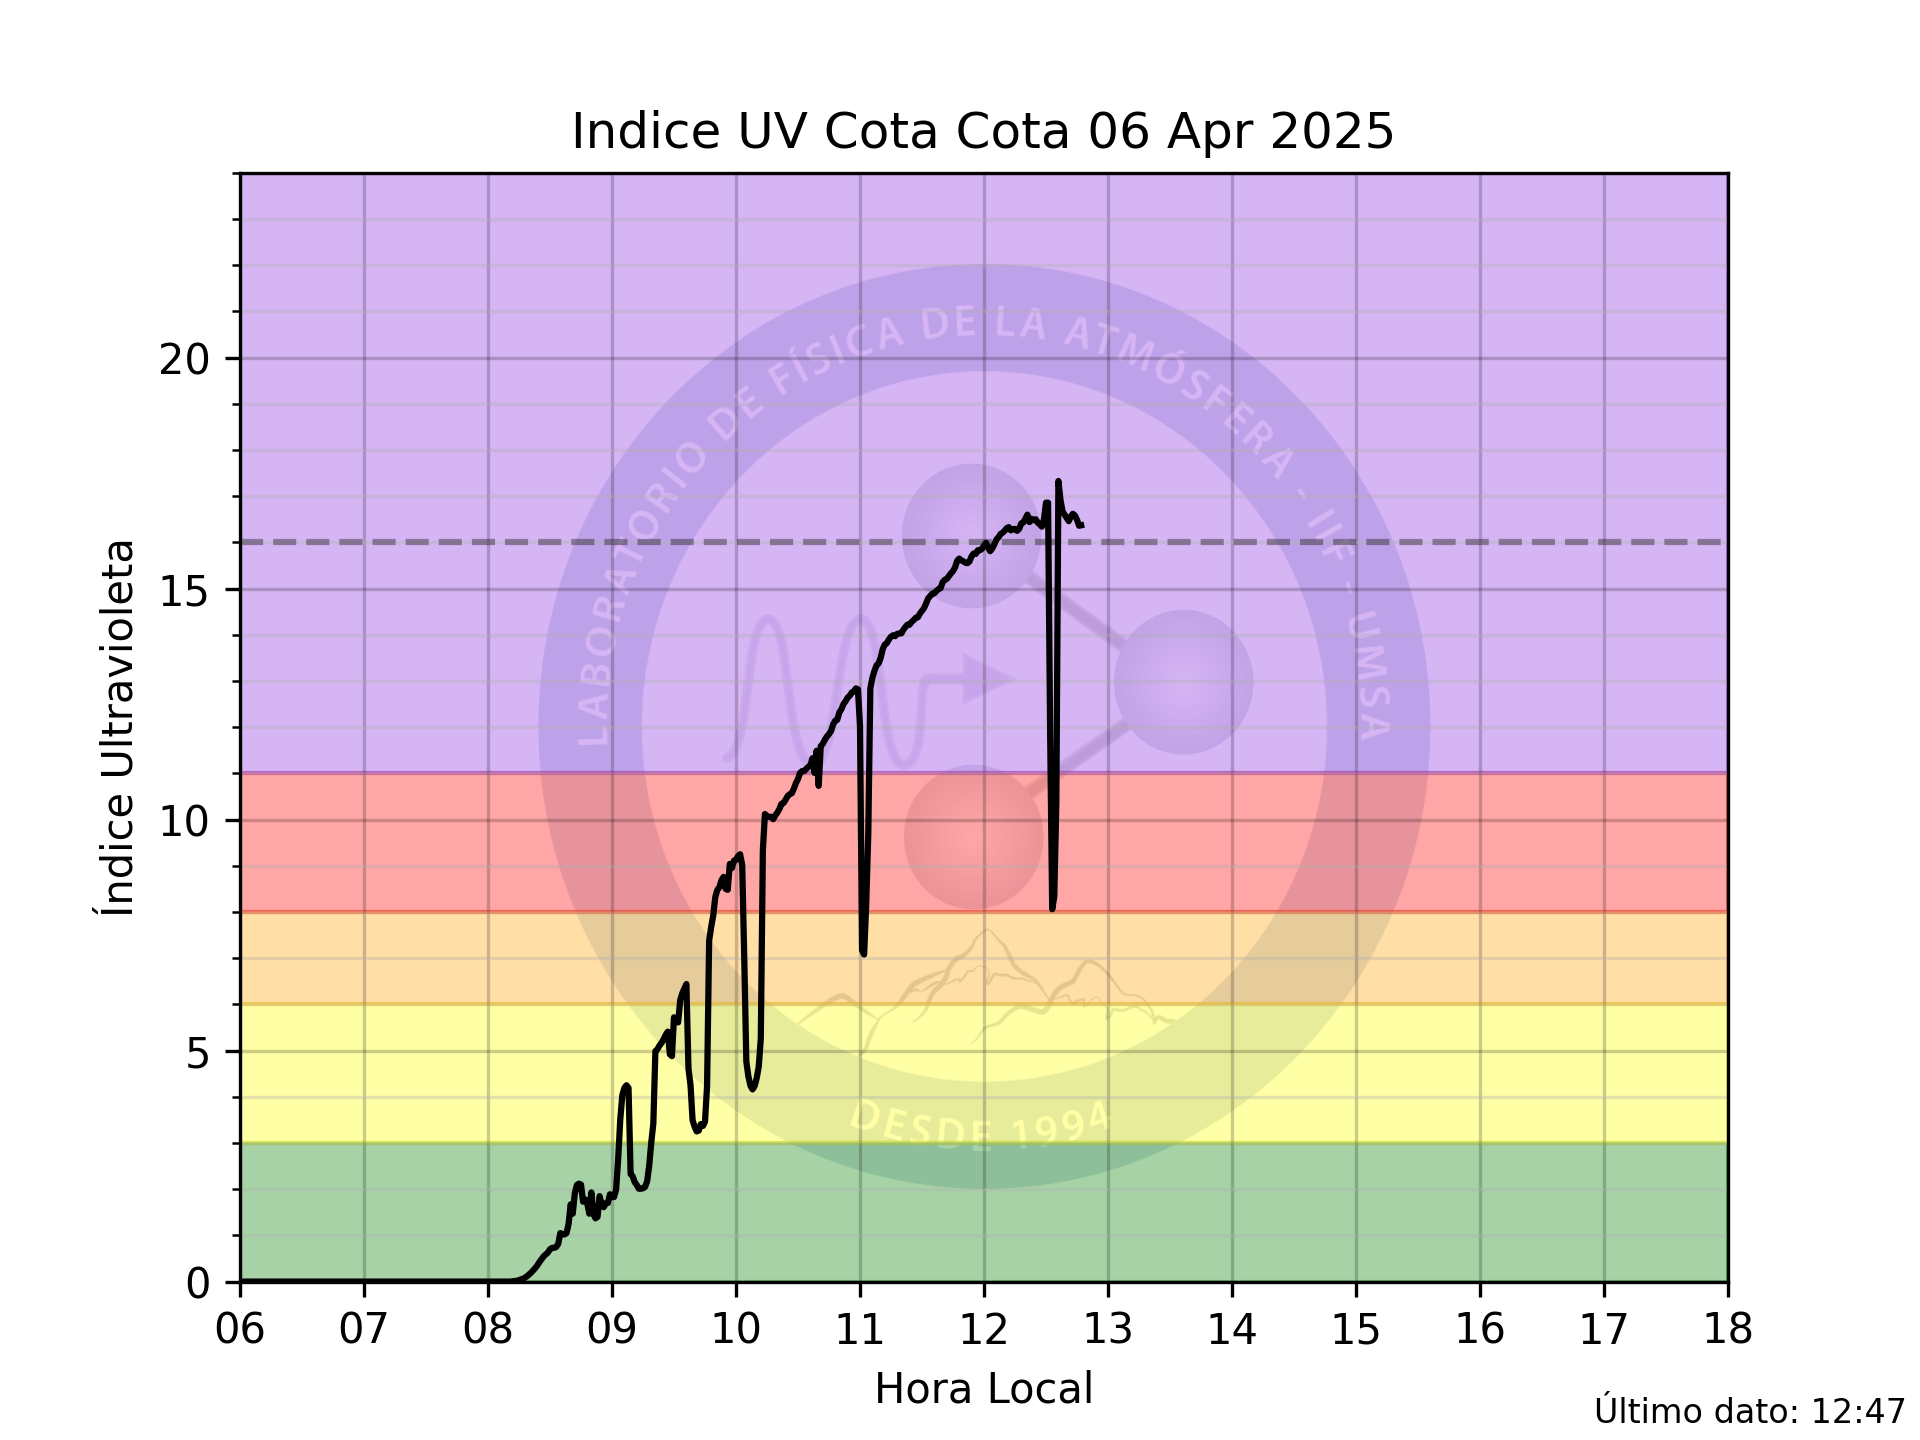 Indice UV Cota Cota 06 Apr 2025
LABORATORIO DE FÍSICA DE LA ATMÓSFERA - IIF - UMSA
DESDE 1994
Índice Ultravioleta
20
15
10
5
0
06 07 08 09 10 11 12 13 14 15 16 17 18
Hora Local
Último dato: 12:47